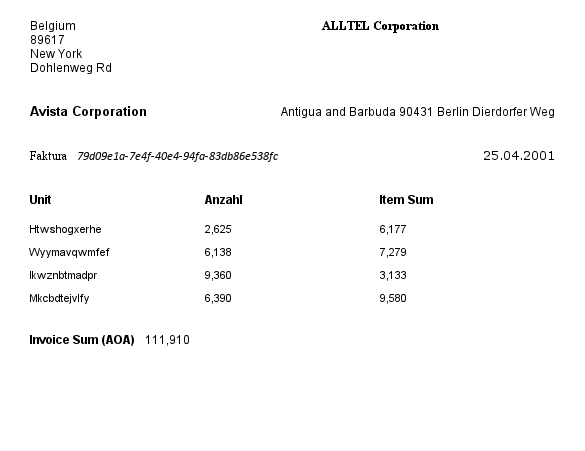 Belgium
89617
New York
Dohlenweg Rd
ALLTEL Corporation
Avista Corporation
Antigua and Barbuda 90431 Berlin Dierdorfer Weg
Faktura 79d09e1a-7e4f-40e4-94fa-83db86e538fc
25.04.2001
Unit Anzahl Item Sum
Htwshogxerhe 2,625 6,177
Wyymavqwmfef 6,138 7,279
Ikwznbtmadpr 9,360 3,133
Mkcbdtejvlfy 6,390 9,580
Invoice Sum (AOA) 111,910